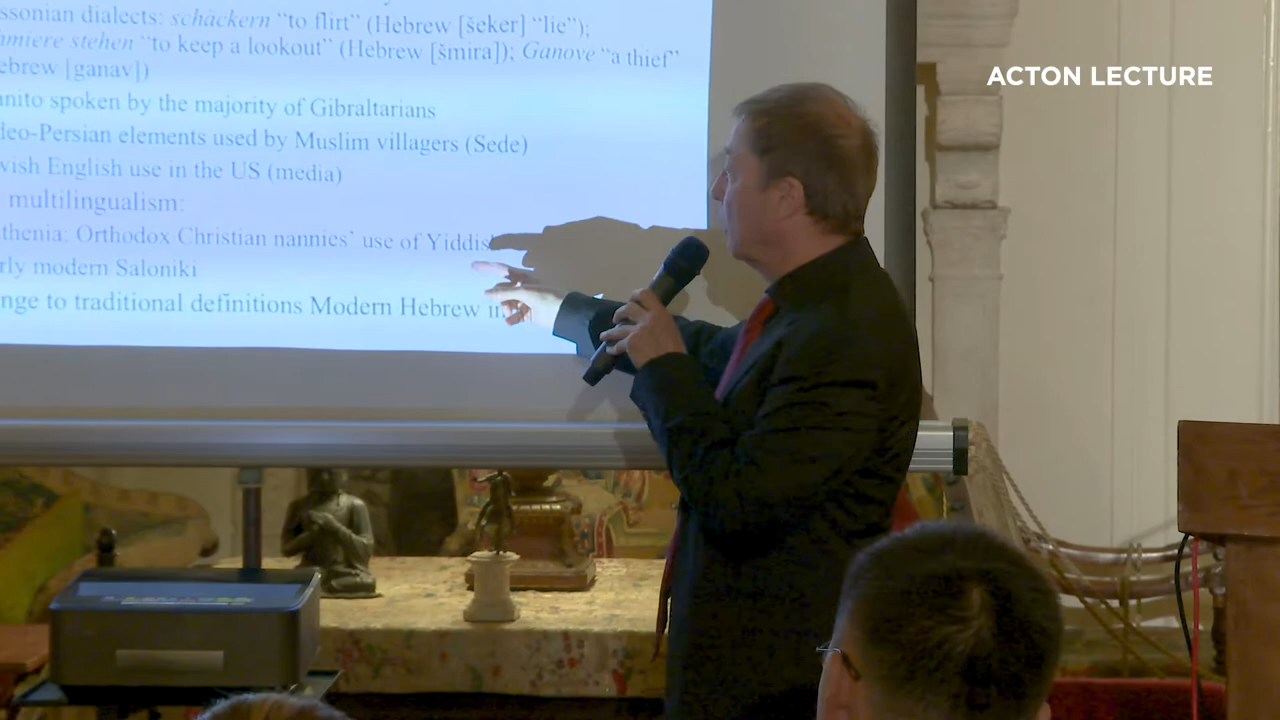 ACTON LECTURE
ssonian dialects: schäckern “to flirt” (Hebrew [šeker] “lie”);
hmiere stehen “to keep a lookout” (Hebrew [šmira]); Ganove “a thief”
ebrew [ganav])
anito spoken by the majority of Gibraltarians
deo-Persian elements used by Muslim villagers (Sede)
wish English use in the US (media)
multilingualism:
thenia: Orthodox Christian nannies’ use of Yiddis
rly modern Saloniki
nge to traditional definitions Modern Hebrew in